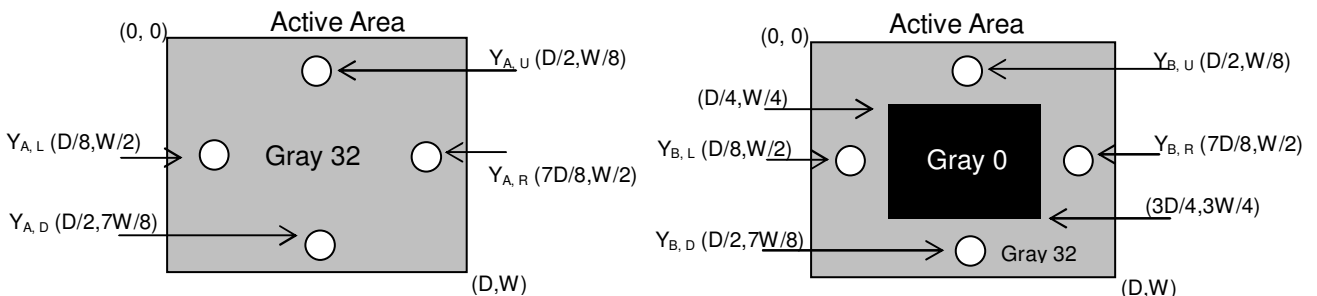 Active Area
(0, 0)
Y_A, U (D/2,W/8)
Y_A, L (D/8,W/2)
Gray 32
Y_A, R (7D/8,W/2)
Y_A, D (D/2,7W/8)
(D,W)
Active Area
(0, 0)
Y_B, U (D/2,W/8)
(D/4,W/4)
Y_B, L (D/8,W/2)
Gray 0
Y_B, R (7D/8,W/2)
(3D/4,3W/4)
Y_B, D (D/2,7W/8)
Gray 32
(D,W)